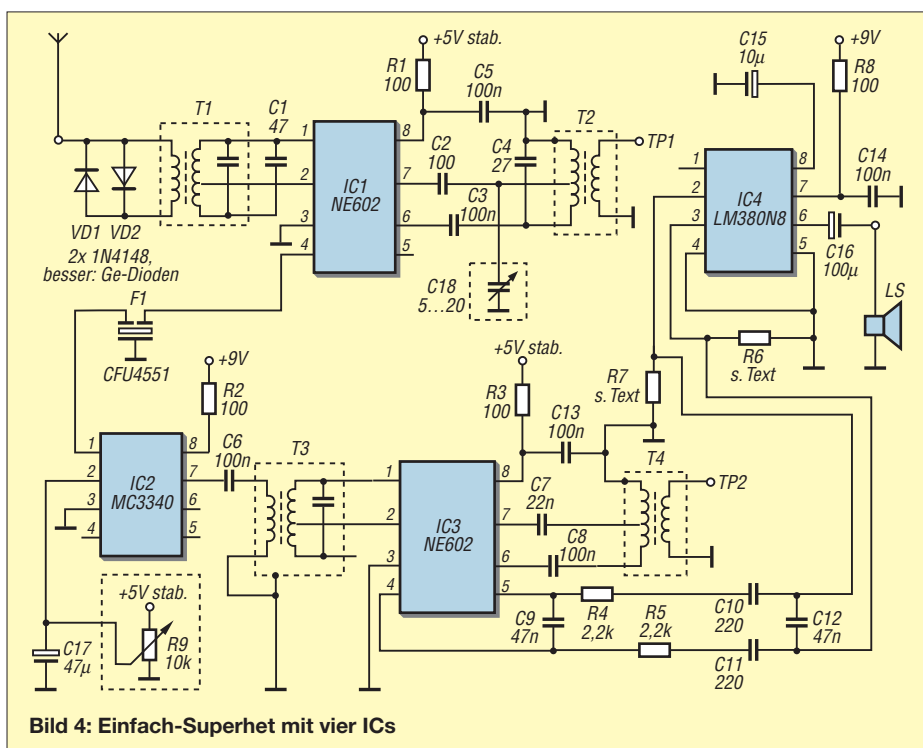 +5V stab.
R1
100
C5
100n
C15
10µ
+9V
R8
100
T1
C1
47
1
2
3
4
IC1
NE602
8
7
6
5
C2
100
C3
100n
C4
27
T2
TP1
1
2
3
4
IC4
LM380N8
8
7
6
5
C14
100n
C16
100µ
LS
VD1 VD2
2x 1N4148,
besser: Ge-Dioden
F1
CFU4551
C18
5...20
R6
s. Text
+9V
R2
100
+5V stab.
R3
100
C13
100n
R7
s. Text
1
2
3
4
IC2
MC3340
8
7
6
5
C6
100n
T3
1
2
3
4
IC3
NE602
8
7
6
5
C7
22n
C8
100n
T4
TP2
+5V stab.
R9
10k
C17
47µ
C9
47n
R4
2,2k
R5
2,2k
C10
220
C11
220
C12
47n
Bild 4: Einfach-Superhet mit vier ICs